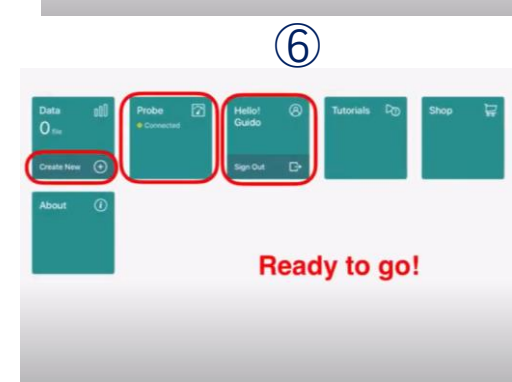 ⑥
Data
0 file
Create New
Probe
Connected
Hello!
Guido
Sign Out
Tutorials
Shop
About
Ready to go!